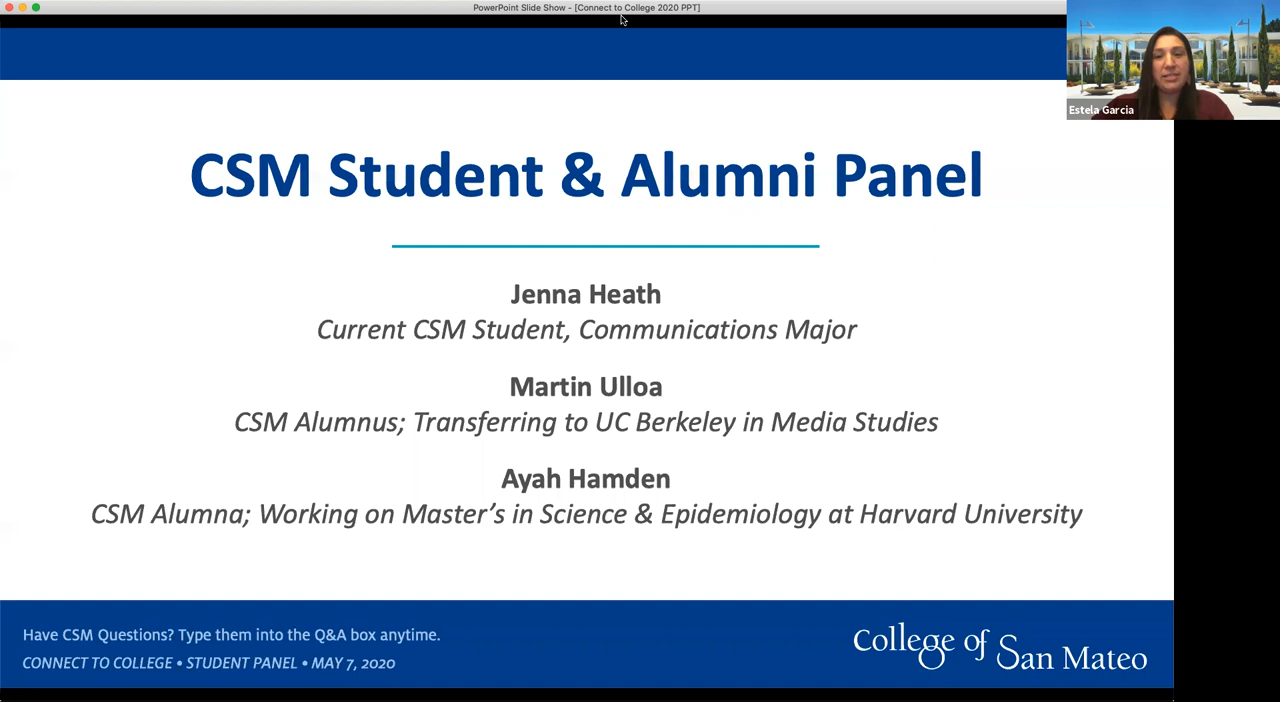 PowerPoint Slide Show - [Connect to College 2020 PPT]
Estela Garcia
CSM Student & Alumni Panel
Jenna Heath
Current CSM Student, Communications Major
Martin Ulloa
CSM Alumnus; Transferring to UC Berkeley in Media Studies
Ayah Hamden
CSM Alumna; Working on Master’s in Science & Epidemiology at Harvard University
Have CSM Questions? Type them into the Q&A box anytime.
CONNECT TO COLLEGE • STUDENT PANEL • MAY 7, 2020
College of
San Mateo